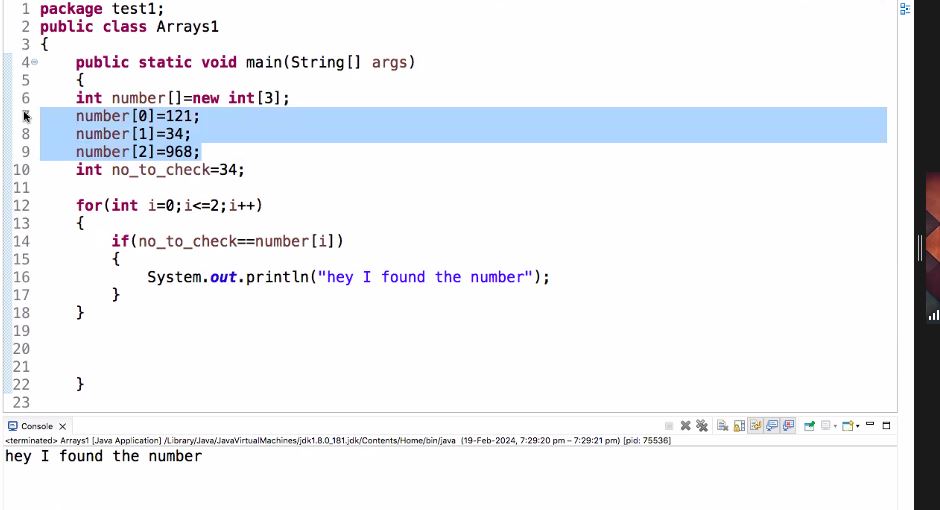 1 package test1;
2 public class Arrays1
3 {
4 public static void main(String[] args)
5 {
6 int number[]=new int[3];
number[0]=121;
8 number[1]=34;
9 number[2]=968;
10 int no_to_check=34;
11
12 for(int i=0;i<=2;i++)
13 {
14 if(no_to_check==number[i])
15 {
16 System.out.println("hey I found the number");
17 }
18 }
19
20
21
22 }
23
Console
<terminated> Arrays1 [Java Application] /Library/Java/JavaVirtualMachines/jdk1.8.0_181.jdk/Contents/Home/bin/java (19-Feb-2024, 7:29:20 pm – 7:29:21 pm) [pid: 75536]
hey I found the number